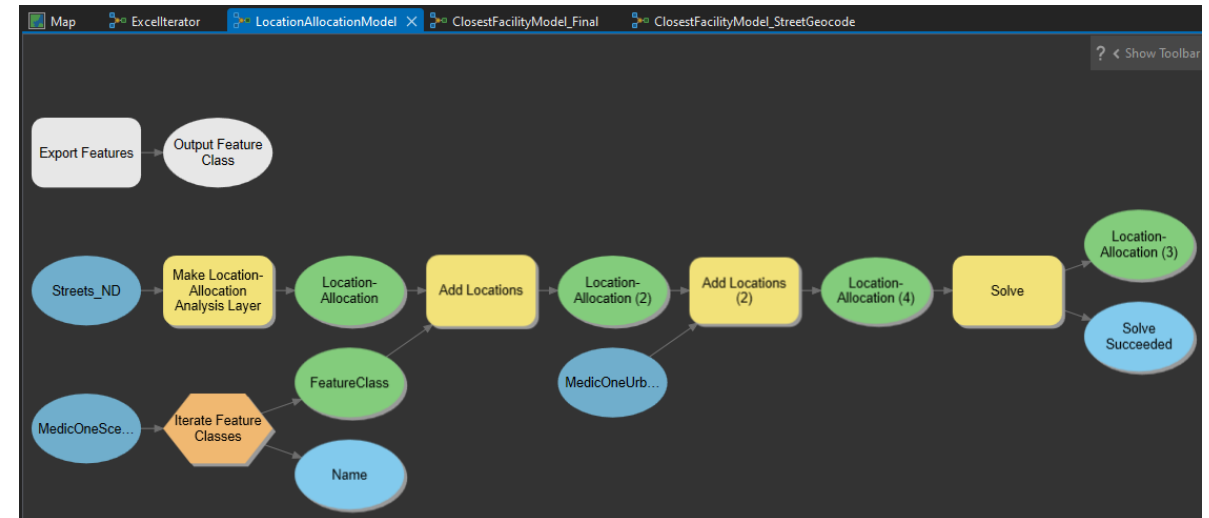 Map
ExcelIterator
LocationAllocationModel
ClosestFacilityModel_Final
ClosestFacilityModel_StreetGeocode
? < Show Toolbar
Export Features
Output Feature
Class
Location-
Allocation (3)
Streets_ND
Make Location-
Allocation
Analysis Layer
Location-
Allocation
Add Locations
Location-
Allocation (2)
Add Locations
(2)
Location-
Allocation (4)
Solve
Solve
Succeeded
FeatureClass
MedicOneUrb...
MedicOneSce...
Iterate Feature
Classes
Name